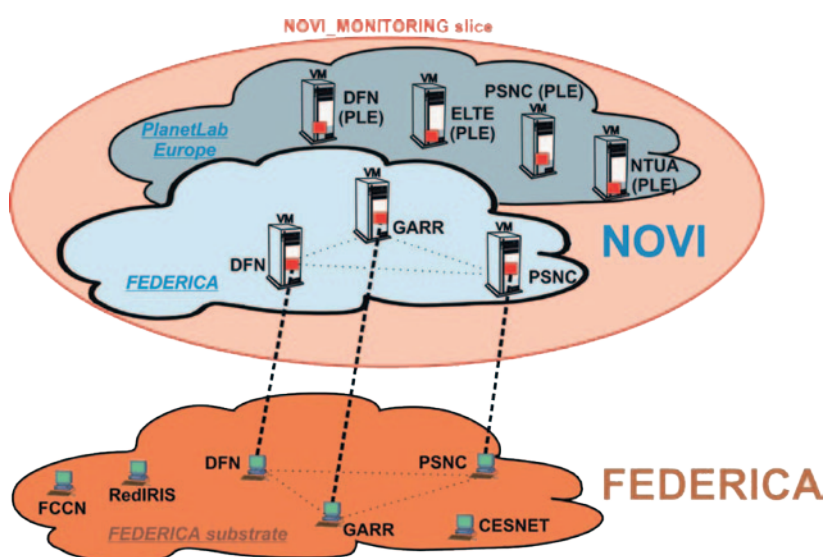 NOVI_MONITORING slice
VM
DFN
(PLE)
VM
ELTE
(PLE)
PSNC (PLE)
VM
VM
NTUA
(PLE)
PlanetLab
Europe
VM
GARR
VM
DFN
VM
PSNC
FEDERICA
NOVI
DFN
PSNC
FCCN
RedIRIS
GARR
CESNET
FEDERICA substrate
FEDERICA